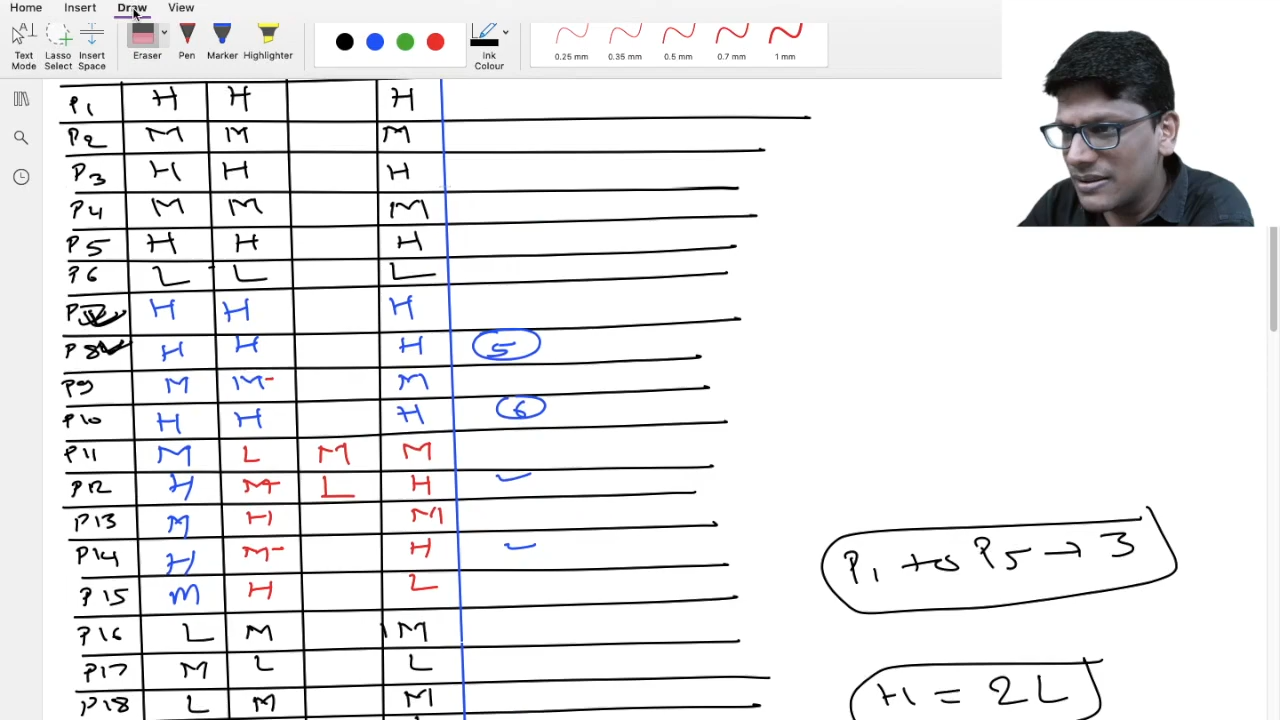 Home Insert Draw View
Text Mode Lasso Select Insert Space Eraser Pen Marker Highlighter Ink Colour 0.25 mm 0.35 mm 0.5 mm 0.7 mm 1 mm
P1 H H H
P2 M M M
P3 H H H
P4 M M M
P5 H H H
P6 L L L
H H H
P8 H H H 5
P9 M M- M
P10 H H H 6
P11 M L M M
P12 H M L H
P13 M H M
P14 H M- H
P15 M H L
P1 to P5 → 3
P16 L M M
P17 M L L
P18 L M M
H = 2L